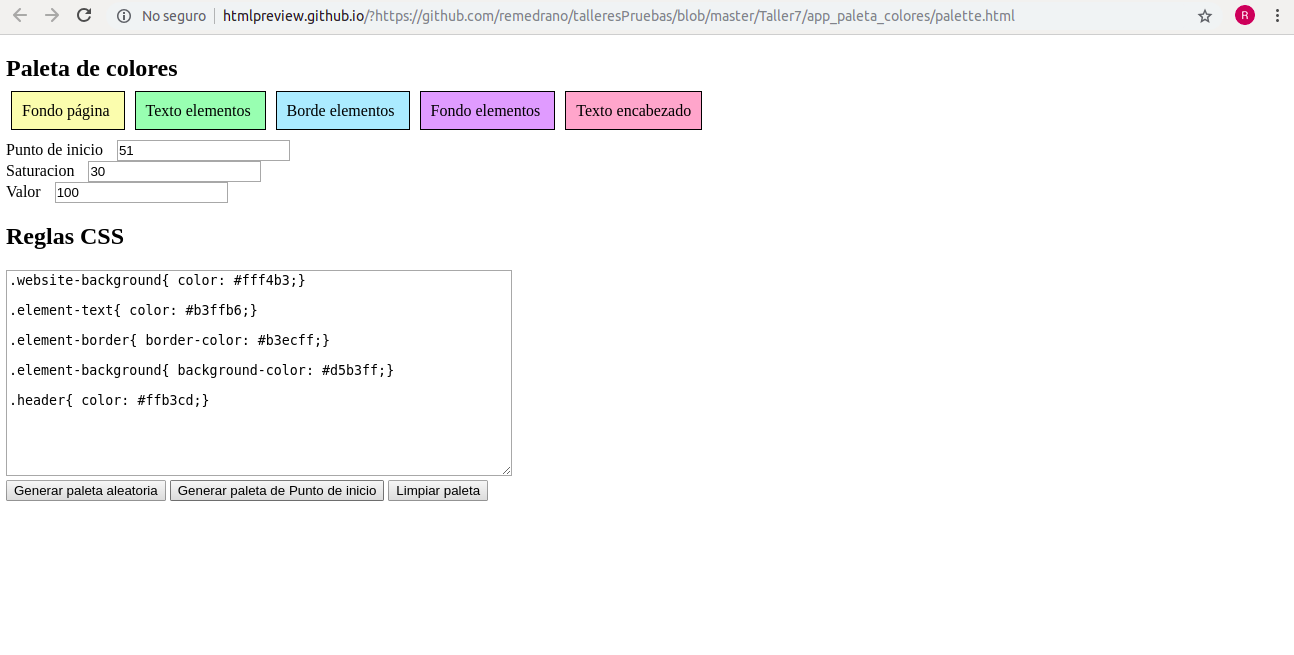 No seguro htmlpreview.github.io/?https://github.com/remedrano/talleresPruebas/blob/master/Taller7/app_paleta_colores/palette.html R
Paleta de colores
Fondo página Texto elementos Borde elementos Fondo elementos Texto encabezado
Punto de inicio 51
Saturacion 30
Valor 100
Reglas CSS
.website-background{ color: #fff4b3;}
.element-text{ color: #b3ffb6;}
.element-border{ border-color: #b3ecff;}
.element-background{ background-color: #d5b3ff;}
.header{ color: #ffb3cd;}
Generar paleta aleatoria Generar paleta de Punto de inicio Limpiar paleta